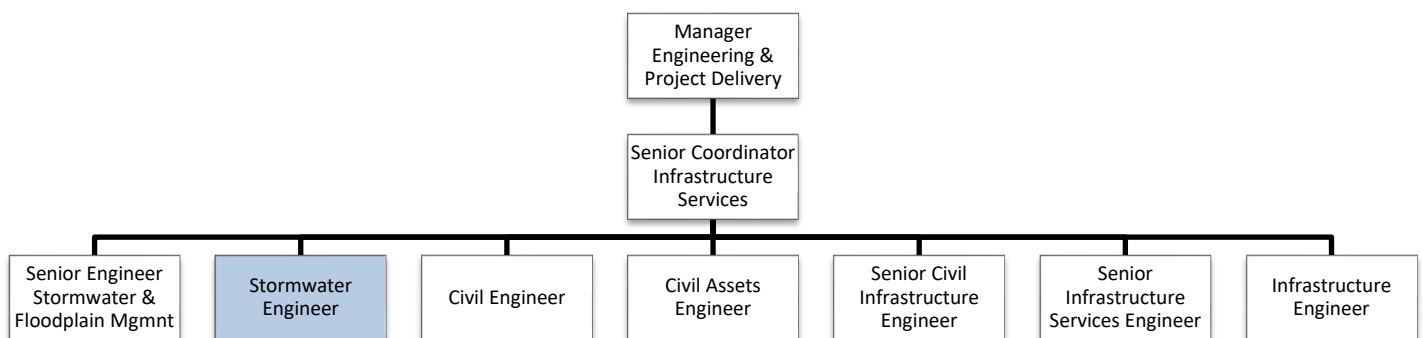 Manager
Engineering &
Project Delivery
Senior Coordinator
Infrastructure
Services
Senior Engineer
Stormwater &
Floodplain Mgmnt
Stormwater
Engineer
Civil Engineer
Civil Assets
Engineer
Senior Civil
Infrastructure
Engineer
Senior
Infrastructure
Services Engineer
Infrastructure
Engineer